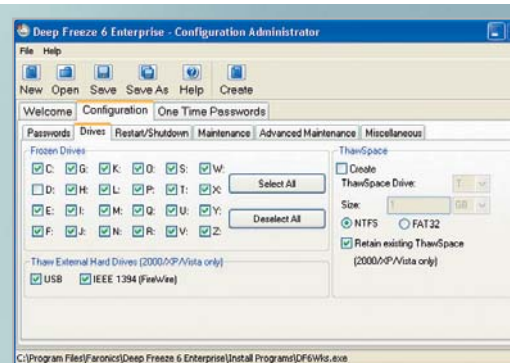 Deep Freeze 6 Enterprise - Configuration Administrator
File Help
New Open Save Save As Help Create
Welcome Configuration One Time Passwords
Passwords Drives Restart/Shutdown Maintenance Advanced Maintenance Miscellaneous
Frozen Drives
C: G: K: O: S: W:
D: H: L: P: T: X:
E: I: M: Q: U: Y:
F: J: N: R: V: Z:
Select All
Deselect All
Thaw External Hard Drives (2000/XP/Vista only)
USB IEEE 1394 (FireWire)
ThawSpace
Create
ThawSpace Drive: T
Size: 1 GB
NTFS FAT32
Retain existing ThawSpace
(2000/XP/Vista only)
C:\Program Files\Faronics\Deep Freeze 6 Enterprise\Install Programs\DF6Wks.exe